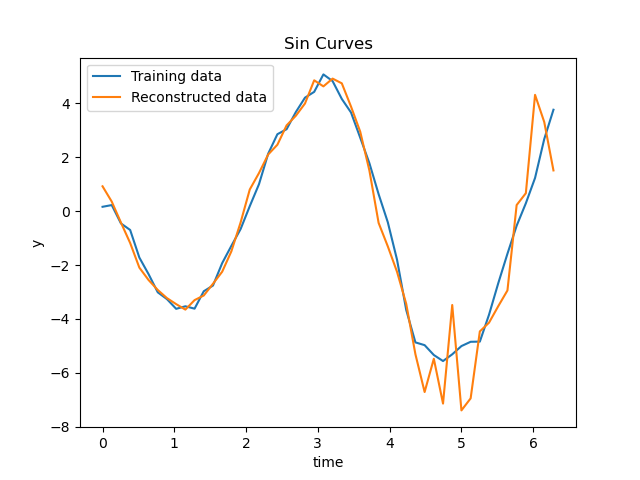 Sin Curves
Training data
Reconstructed data
y
4
2
0
−2
−4
−6
−8
0 1 2 3 4 5 6
time